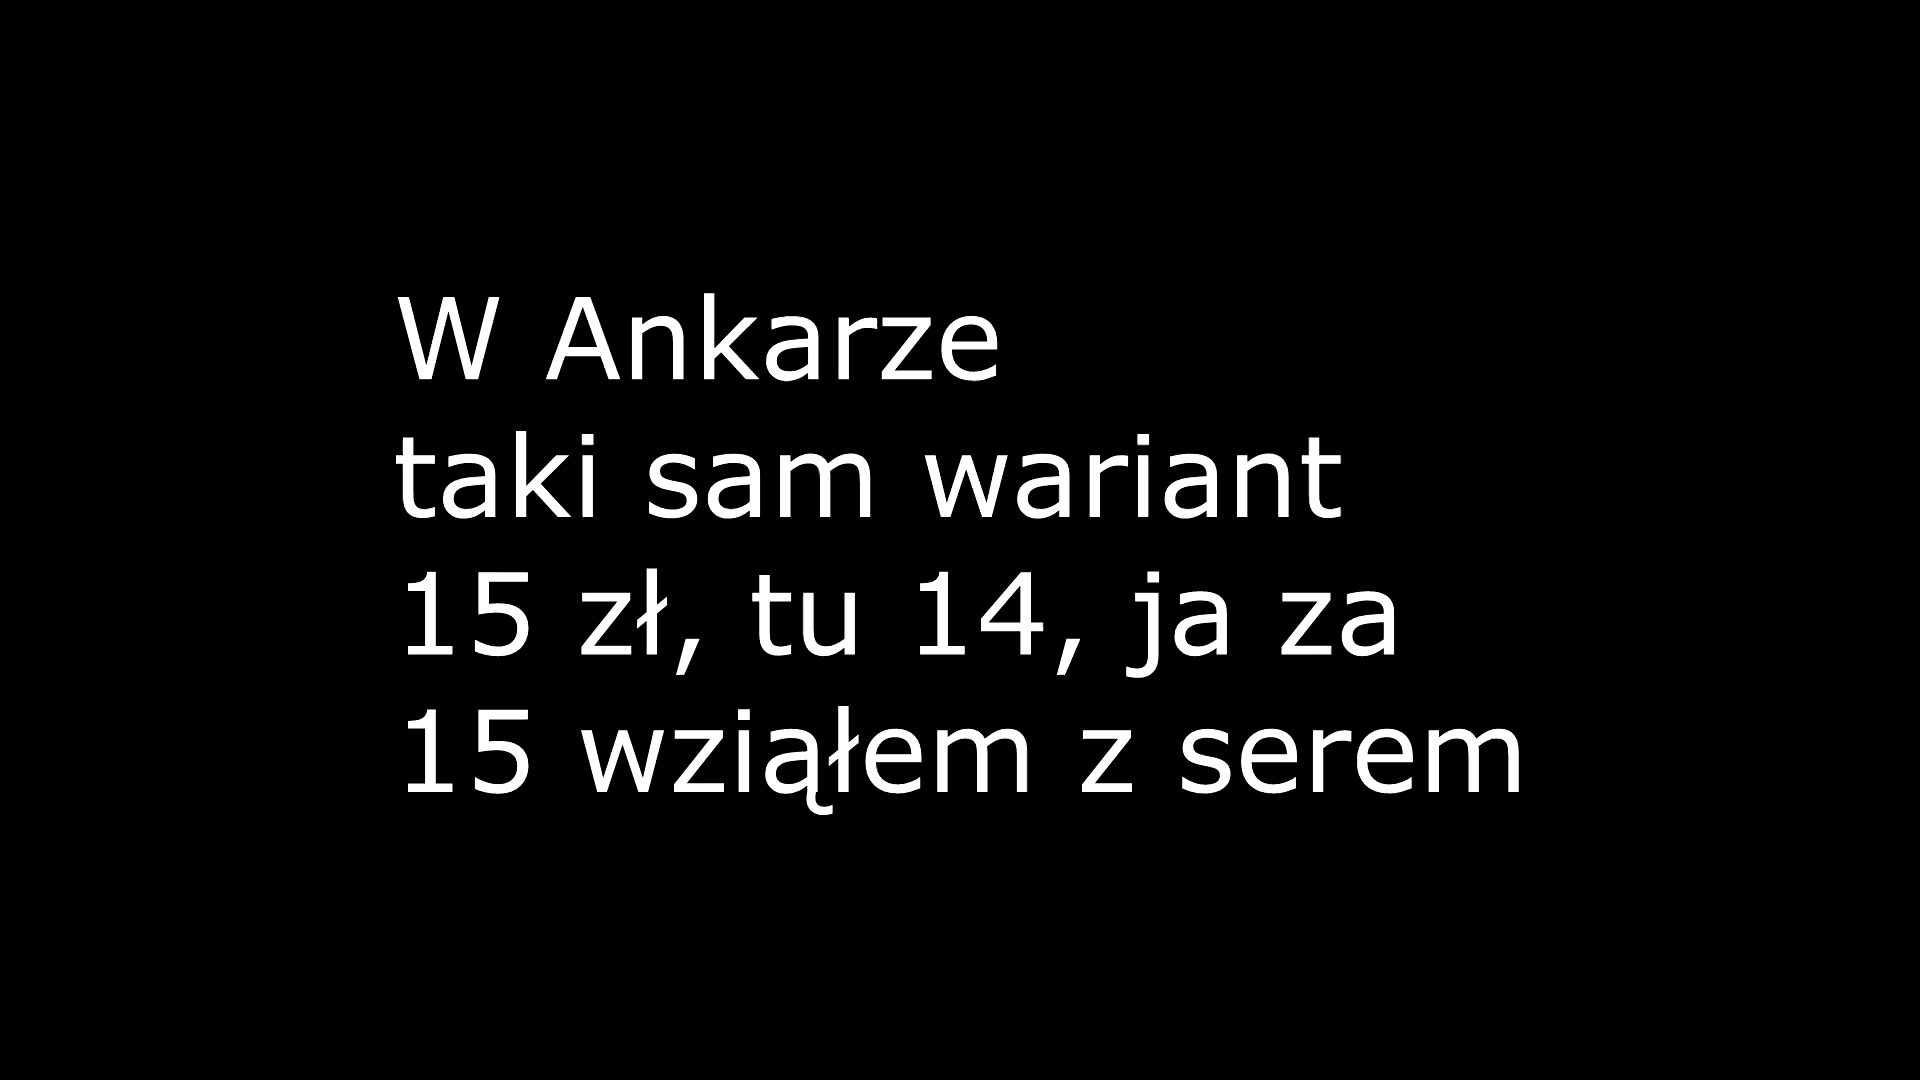 W Ankarze
taki sam wariant
15 zł, tu 14, ja za
15 wziąłem z serem